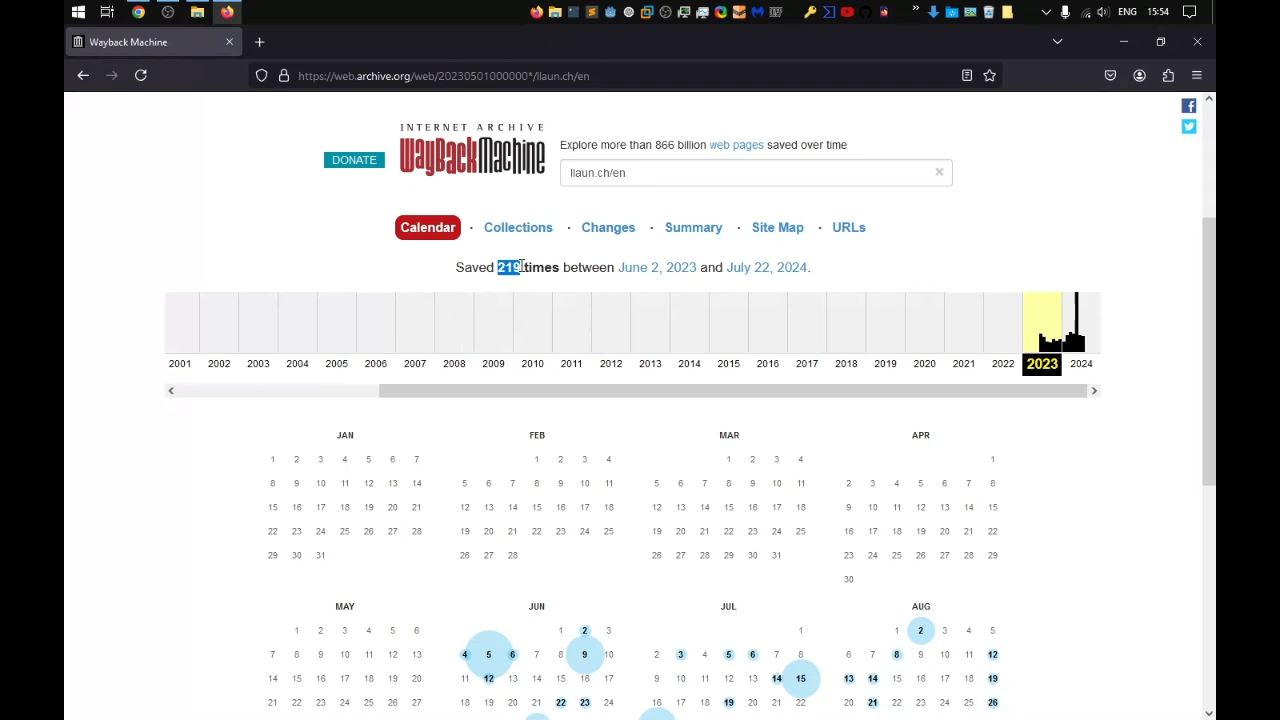 ENG 15:54
Wayback Machine
https://web.archive.org/web/20230501000000*/llaun.ch/en
INTERNET ARCHIVE
WayBackMachine
DONATE
Explore more than 866 billion web pages saved over time
llaun.ch/en
Calendar · Collections · Changes · Summary · Site Map · URLs
Saved 219 times between June 2, 2023 and July 22, 2024.
2001 2002 2003 2004 2005 2006 2007 2008 2009 2010 2011 2012 2013 2014 2015 2016 2017 2018 2019 2020 2021 2022 2023 2024
JAN FEB MAR APR
1 2 3 4 5 6 7 1 2 3 4 1 2 3 4 1
8 9 10 11 12 13 14 5 6 7 8 9 10 11 5 6 7 8 9 10 11 2 3 4 5 6 7 8
15 16 17 18 19 20 21 12 13 14 15 16 17 18 12 13 14 15 16 17 18 9 10 11 12 13 14 15
22 23 24 25 26 27 28 19 20 21 22 23 24 25 19 20 21 22 23 24 25 16 17 18 19 20 21 22
29 30 31 26 27 28 26 27 28 29 30 31 23 24 25 26 27 28 29
30
MAY JUN JUL AUG
1 2 3 4 5 6 1 2 3 1 1 2 3 4 5
7 8 9 10 11 12 13 4 5 6 7 8 9 10 2 3 4 5 6 7 8 6 7 8 9 10 11 12
14 15 16 17 18 19 20 11 12 13 14 15 16 17 9 10 11 12 13 14 15 13 14 15 16 17 18 19
21 22 23 24 25 26 27 18 19 20 21 22 23 24 16 17 18 19 20 21 22 20 21 22 23 24 25 26